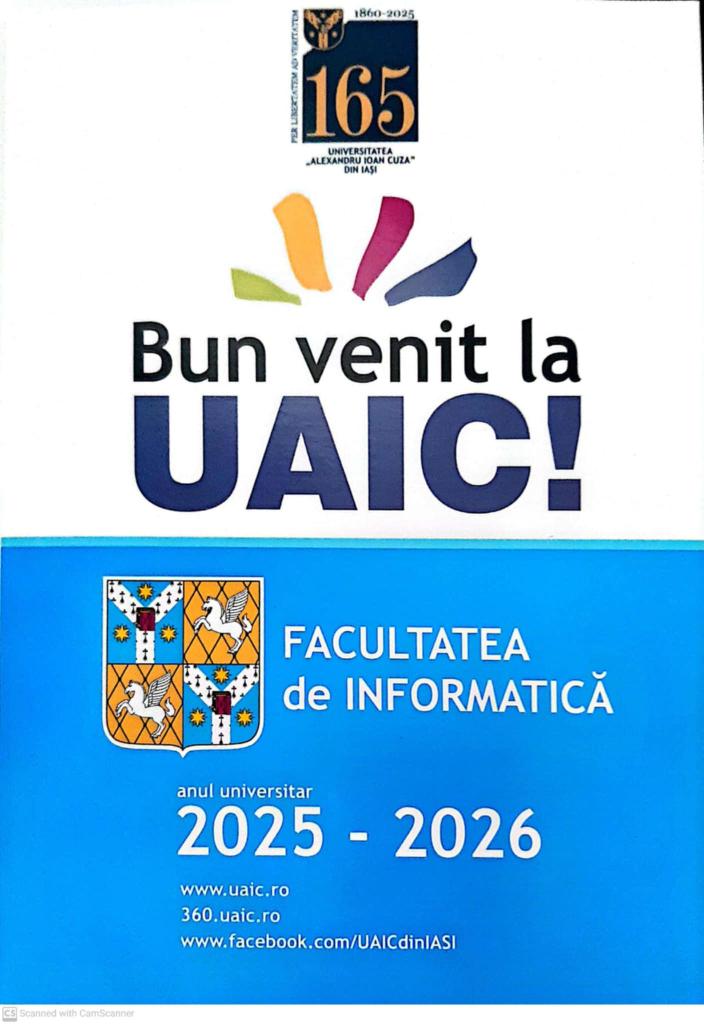 1860-2025
PER LIBERTATEM AD VERITATEM
165
UNIVERSITATEA
„ALEXANDRU IOAN CUZA”
DIN IAȘI
Bun venit la
UAIC!
FACULTATEA
de INFORMATICĂ
anul universitar
2025 - 2026
www.uaic.ro
360.uaic.ro
www.facebook.com/UAICdinIASI
CS Scanned with CamScanner